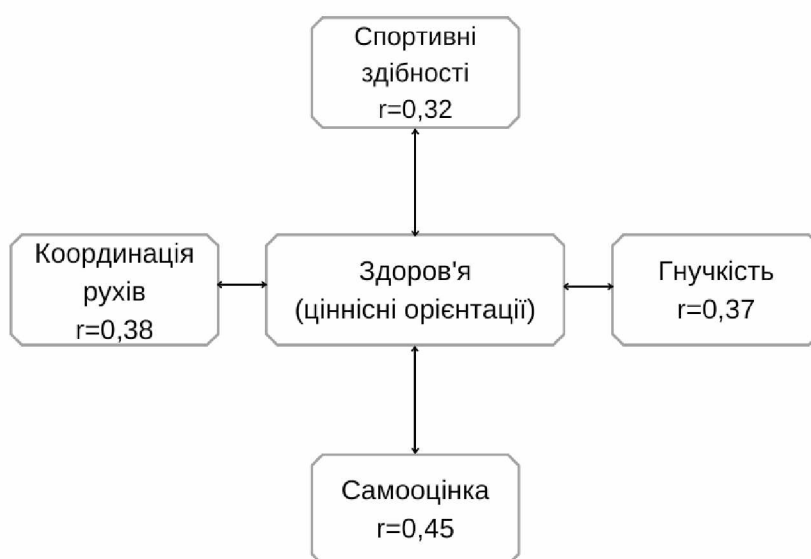 Спортивні
здібності
r=0,32
Координація
рухів
r=0,38
Здоров'я
(ціннісні орієнтації)
Гнучкість
r=0,37
Самооцінка
r=0,45